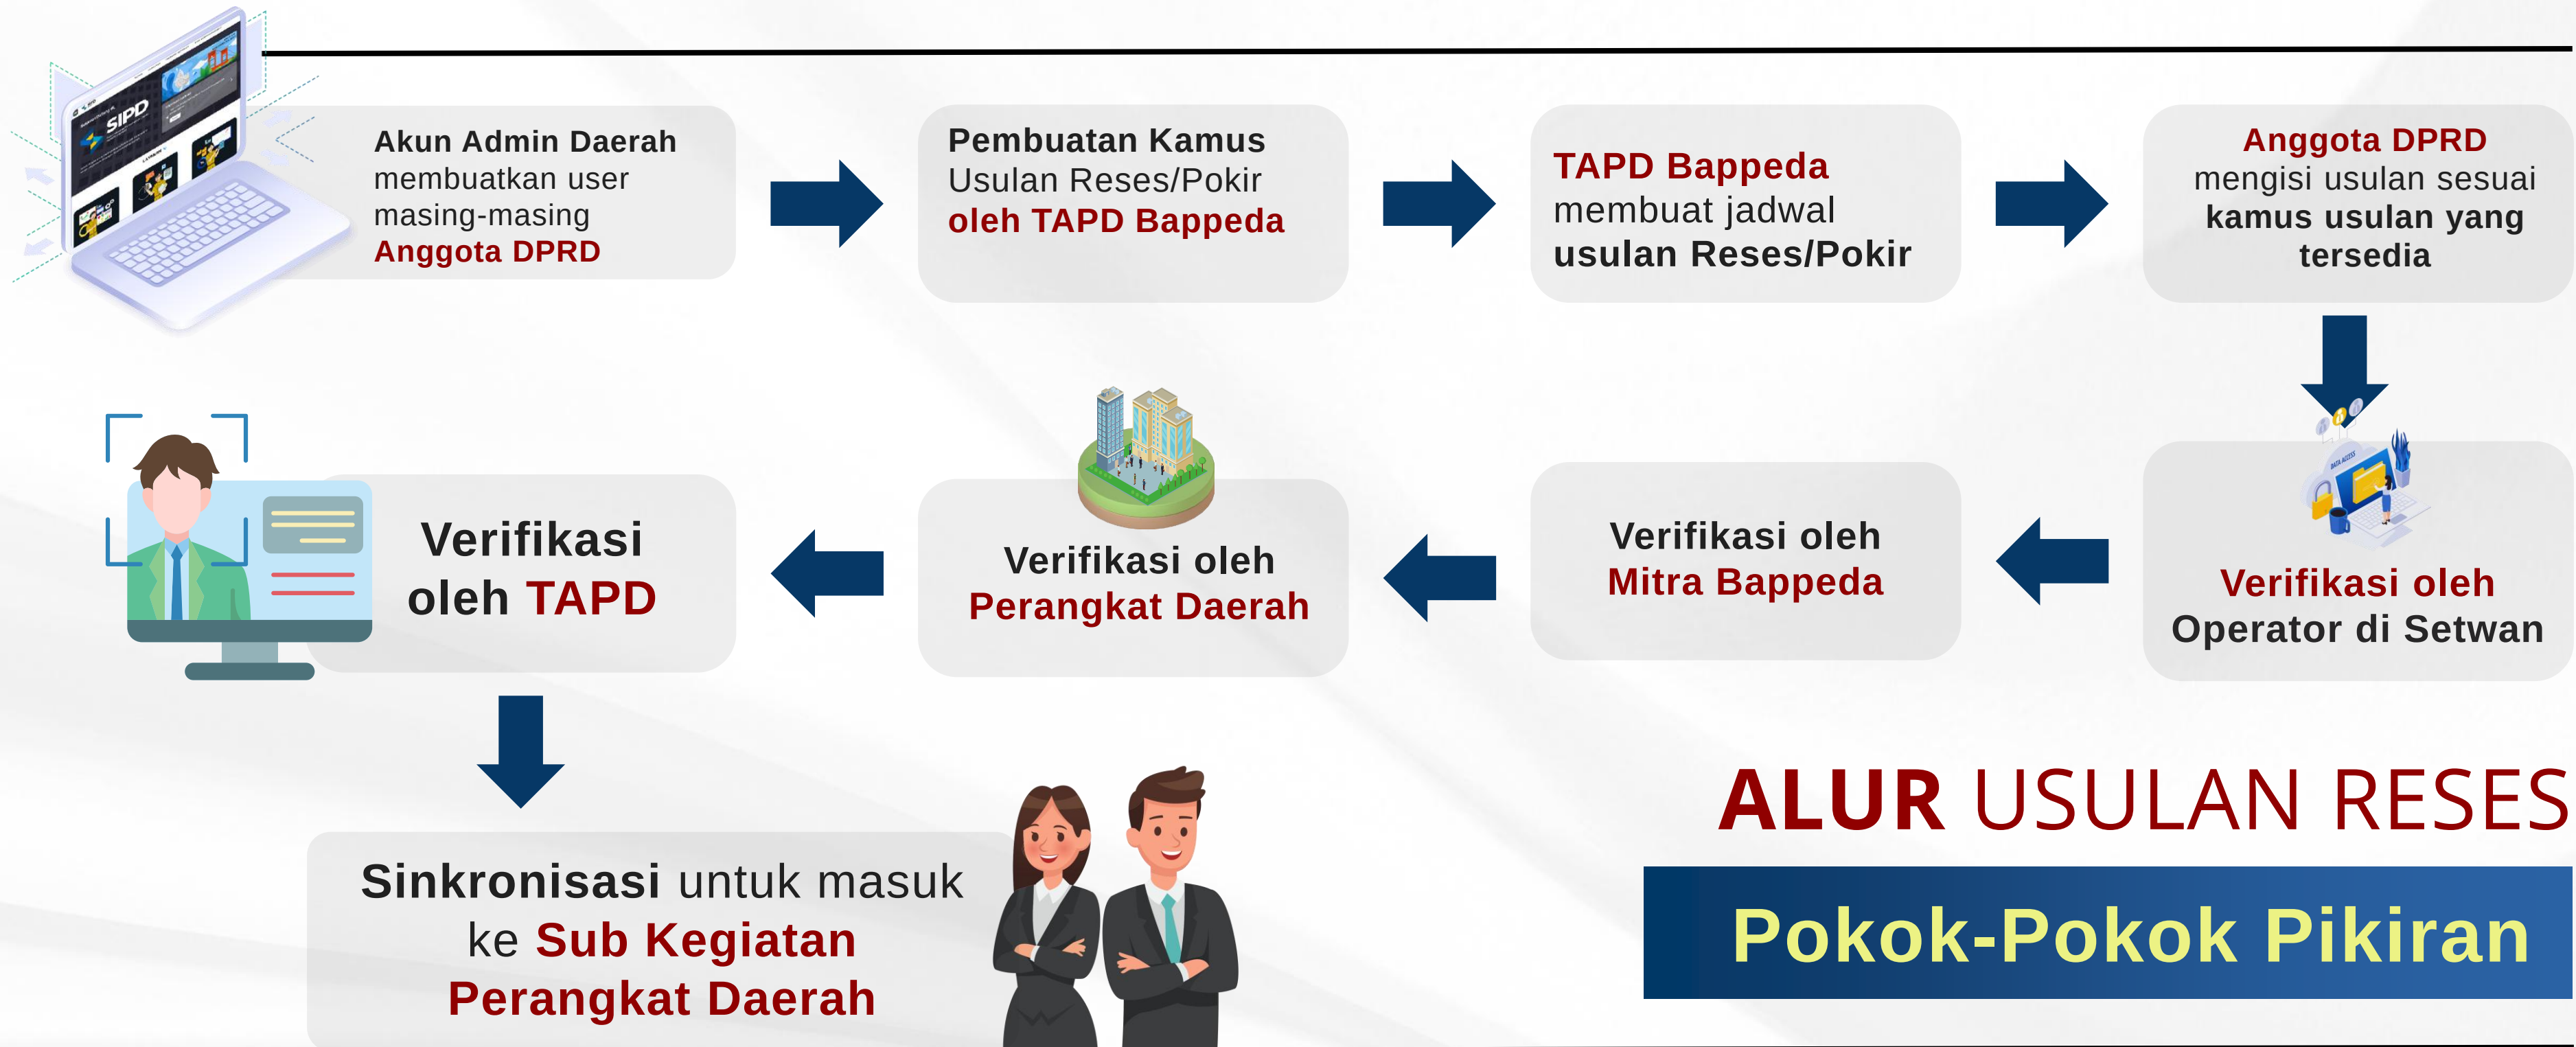 SIPD
Akun Admin Daerah
membuatkan user
masing-masing
Anggota DPRD
Pembuatan Kamus
Usulan Reses/Pokir
oleh TAPD Bappeda
TAPD Bappeda
membuat jadwal
usulan Reses/Pokir
Anggota DPRD
mengisi usulan sesuai
kamus usulan yang
tersedia
DATA ACCESS
Verifikasi oleh
Operator di Setwan
Verifikasi oleh
Mitra Bappeda
Verifikasi oleh
Perangkat Daerah
Verifikasi
oleh TAPD
Sinkronisasi untuk masuk
ke Sub Kegiatan
Perangkat Daerah
ALUR USULAN RESES
Pokok-Pokok Pikiran